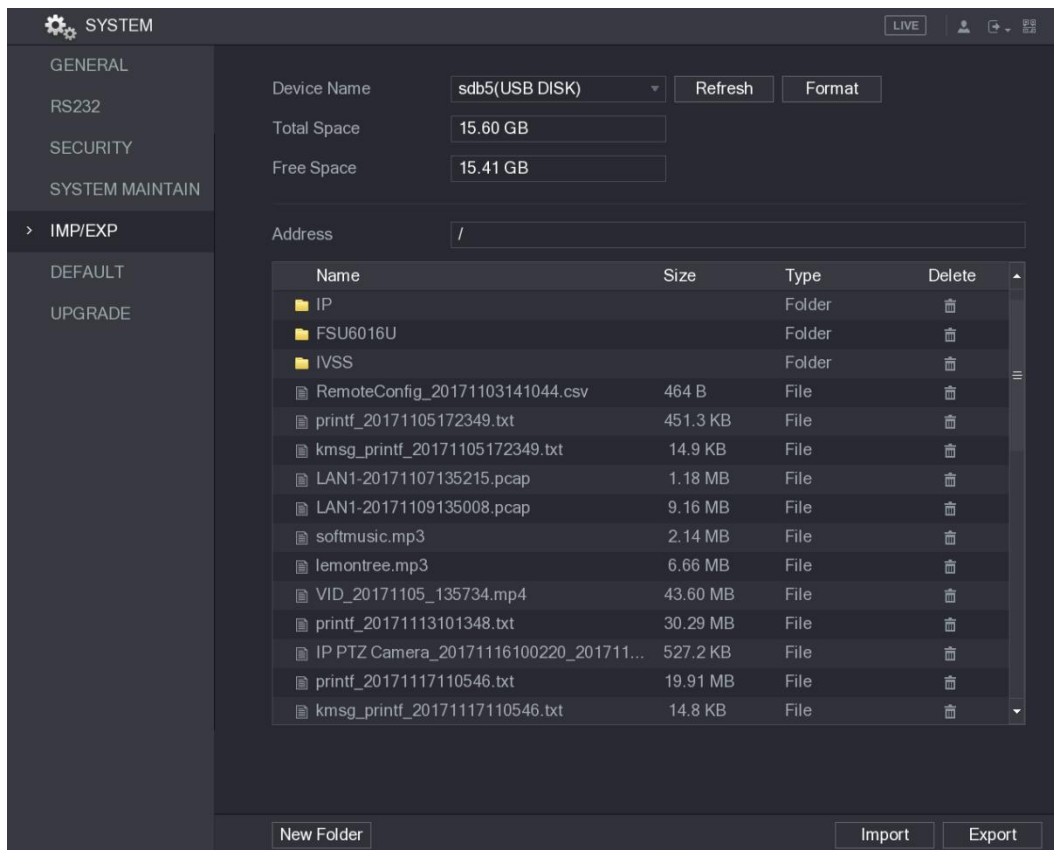 SYSTEM LIVE
GENERAL
RS232
SECURITY
SYSTEM MAINTAIN
IMP/EXP
DEFAULT
UPGRADE
Device Name sdb5(USB DISK) Refresh Format
Total Space 15.60 GB
Free Space 15.41 GB
Address /
Name Size Type Delete
IP Folder
FSU6016U Folder
IVSS Folder
RemoteConfig_20171103141044.csv 464 B File
printf_20171105172349.txt 451.3 KB File
kmsg_printf_20171105172349.txt 14.9 KB File
LAN1-20171107135215.pcap 1.18 MB File
LAN1-20171109135008.pcap 9.16 MB File
softmusic.mp3 2.14 MB File
lemontree.mp3 6.66 MB File
VID_20171105_135734.mp4 43.60 MB File
printf_20171113101348.txt 30.29 MB File
IP PTZ Camera_20171116100220_201711... 527.2 KB File
printf_20171117110546.txt 19.91 MB File
kmsg_printf_20171117110546.txt 14.8 KB File
New Folder Import Export